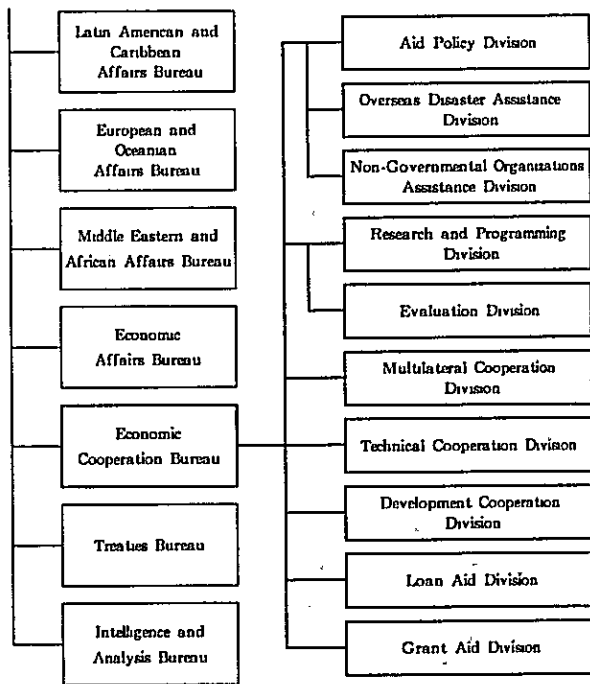 Latin American and
Caribbean
Affairs Bureau
European and
Oceanian
Affairs Bureau
Middle Eastern and
African Affairs Bureau
Economic
Affairs Bureau
Economic
Cooperation Bureau
Treaties Bureau
Intelligence and
Analysis Bureau
Aid Policy Division
Overseas Disaster Assistance
Division
Non-Governmental Organizations
Assistance Division
Research and Programming
Division
Evaluation Division
Multilateral Cooperation
Division
Technical Cooperation Division
Development Cooperation
Division
Loan Aid Division
Grant Aid Division